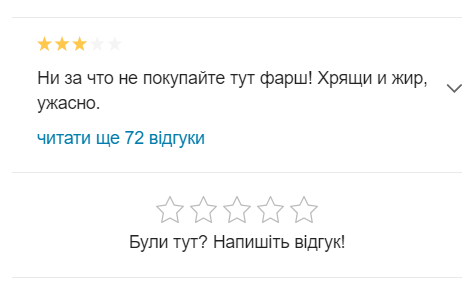 Ни за что не покупайте тут фарш! Хрящи и жир,
ужасно.
читати ще 72 відгуки
Були тут? Напишіть відгук!